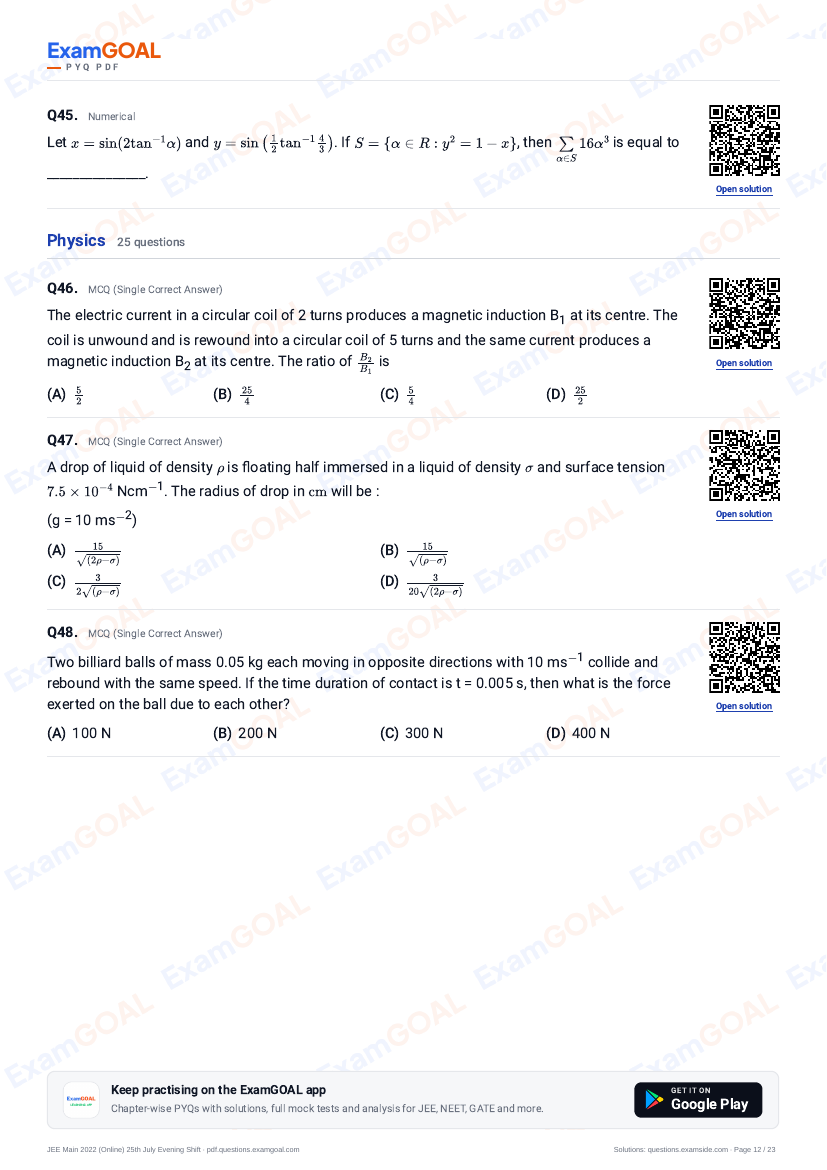 ExamGOAL
PYQ PDF
Q45. Numerical
Let x = sin(2tan⁻¹α) and y = sin (1/2 tan⁻¹ 4/3). If S = {α ∈ R : y² = 1 − x}, then ∑_{α∈S} 16α³ is equal to
_______________.
Open solution
Physics 25 questions
Q46. MCQ (Single Correct Answer)
The electric current in a circular coil of 2 turns produces a magnetic induction B₁ at its centre. The
coil is unwound and is rewound into a circular coil of 5 turns and the same current produces a
magnetic induction B₂ at its centre. The ratio of B₂/B₁ is
(A) 5/2 (B) 25/4 (C) 5/4 (D) 25/2
Open solution
Q47. MCQ (Single Correct Answer)
A drop of liquid of density ρ is floating half immersed in a liquid of density σ and surface tension
7.5 × 10⁻⁴ Ncm⁻¹. The radius of drop in cm will be :
(g = 10 ms⁻²)
(A) 15/√(2ρ−σ) (B) 15/√(ρ−σ)
(C) 3/2√(ρ−σ) (D) 3/20√(2ρ−σ)
Open solution
Q48. MCQ (Single Correct Answer)
Two billiard balls of mass 0.05 kg each moving in opposite directions with 10 ms⁻¹ collide and
rebound with the same speed. If the time duration of contact is t = 0.005 s, then what is the force
exerted on the ball due to each other?
(A) 100 N (B) 200 N (C) 300 N (D) 400 N
Open solution
ExamGOAL
Keep practising on the ExamGOAL app
Chapter-wise PYQs with solutions, full mock tests and analysis for JEE, NEET, GATE and more.
GET IT ON
Google Play
JEE Main 2022 (Online) 25th July Evening Shift · pdf.questions.examgoal.com
Solutions: questions.examside.com · Page 12 / 23